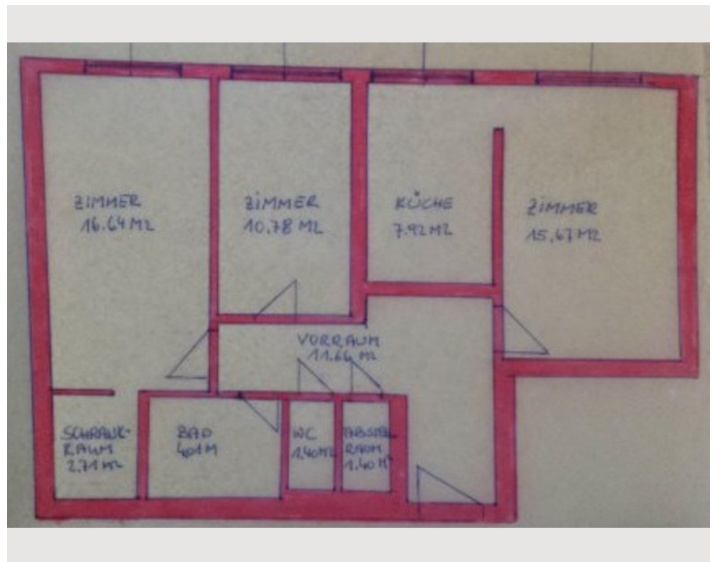 ZIMMER
16.64 M2
ZIMMER
10,78 M2
KÜCHE
7.92 M2
ZIMMER
15,67 M2
VORRAUM
11.66 M2
SCHRANK-
RAUM
2,71 M2
BAD
4,01 M
WC
1,40 M2
ABSTELL
RAUM
1.40 M